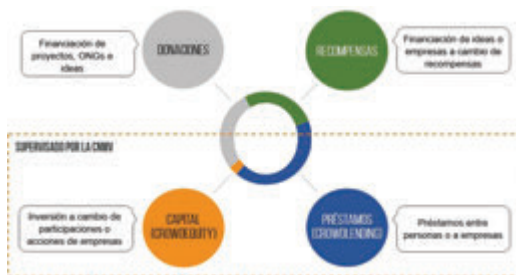 Financiación de
proyectos, ONGs e
ideas
DONACIONES
RECOMPENSAS
Financiación de ideas o
empresas a cambio de
recompensas
SUPERVISADO POR LA CNMV
Inversión a cambio de
participaciones o
acciones de empresas
CAPITAL
(CROWDEQUITY)
PRÉSTAMOS
(CROWDLENDING)
Préstamos entre
personas o a empresas